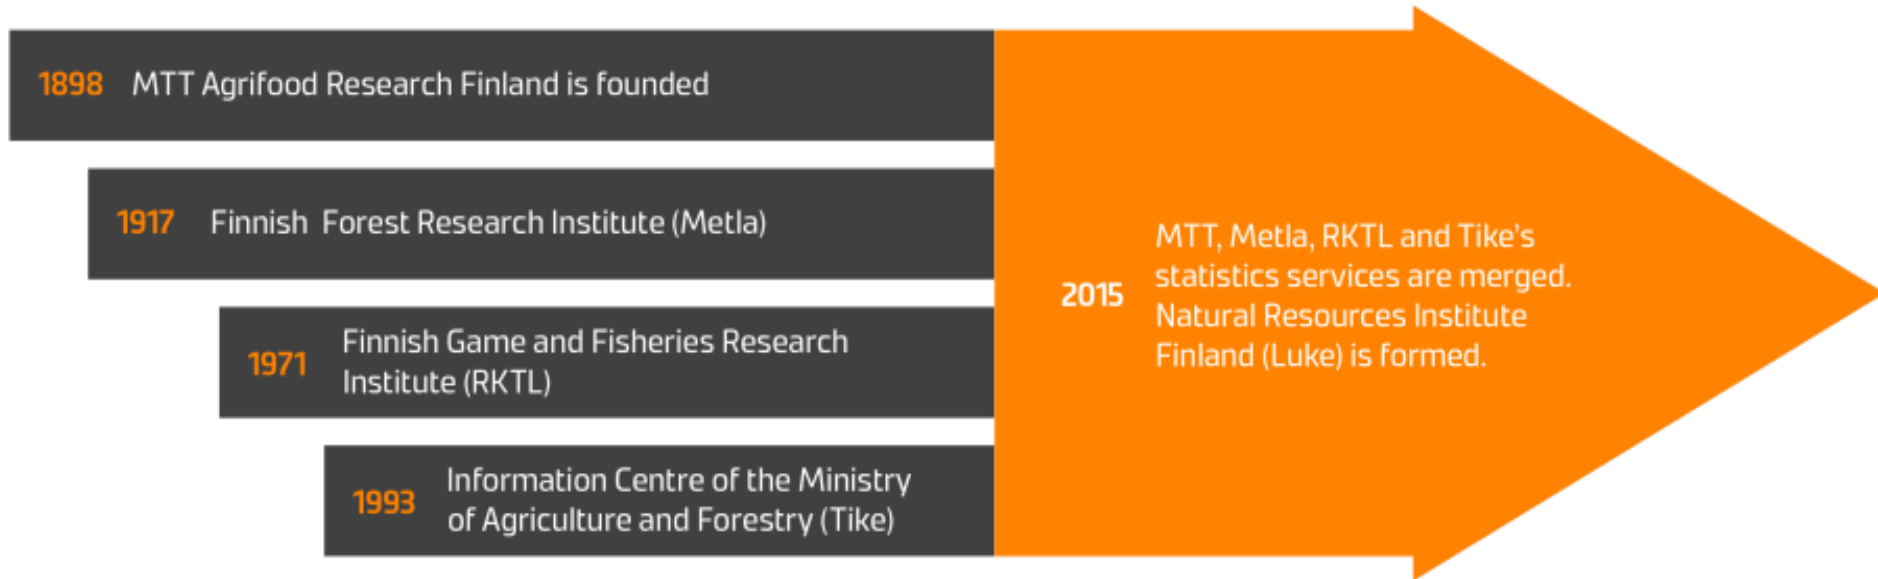 1898 MTT Agrifood Research Finland is founded
1917 Finnish Forest Research Institute (Metla)
1971 Finnish Game and Fisheries Research
Institute (RKTL)
1993 Information Centre of the Ministry
of Agriculture and Forestry (Tike)
2015
MTT, Metla, RKTL and Tike's
statistics services are merged.
Natural Resources Institute
Finland (Luke) is formed.